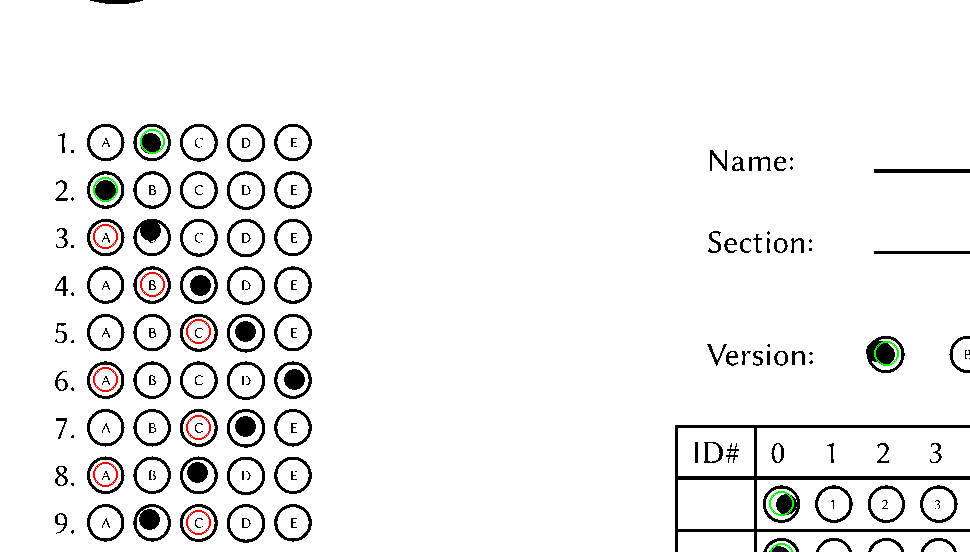 1. A C D E
2. B C D E
3. A C D E
4. A B D E
5. A B C E
6. A B C D
7. A B C E
8. A B D E
9. A C D E
Name:
Section:
Version: B
ID# 0 1 2 3
1 2 3